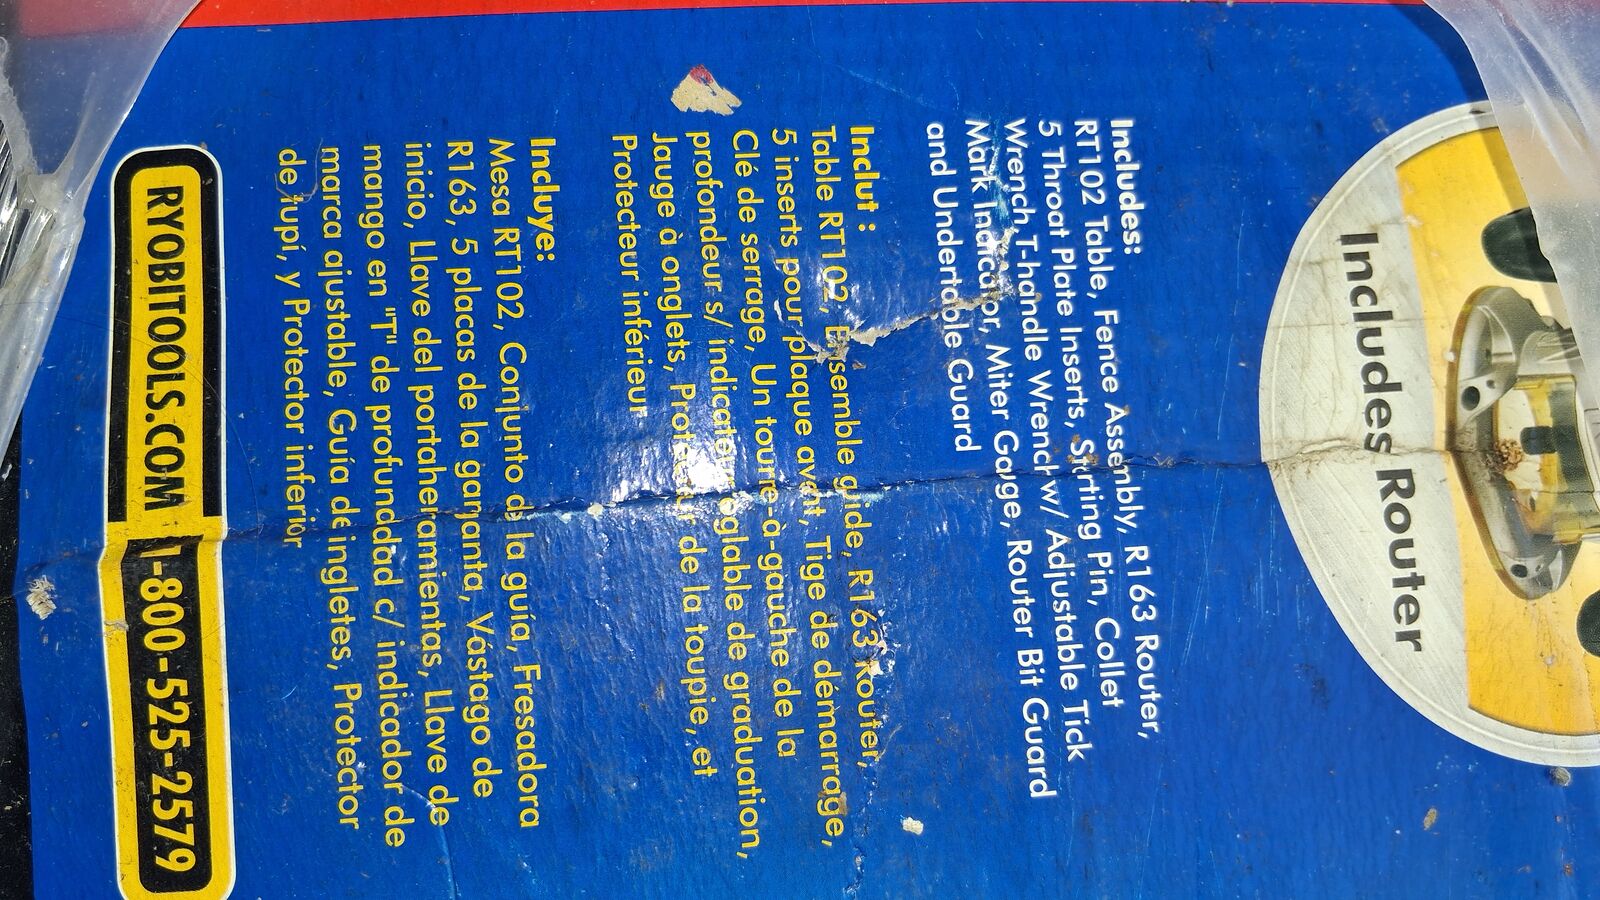 Includes Router
Includes:
RT102 Table, Fence Assembly, R163 Router,
5 Throat Plate Inserts, Starting Pin, Collet
Wrench, T-handle Wrench w/ Adjustable Tick
Mark Indicator, Miter Gauge, Router Bit Guard
and Undertable Guard
Inclut :
Table RT102, Ensemble guide, R163 Router,
5 inserts pour plaque avant, Tige de démarrage,
Clé de serrage, Un tourne-à-gauche de la
profondeur s/ indicateur réglable de graduation,
Jauge à onglets, Protecteur de la toupie, et
Protecteur inférieur
Incluye:
Mesa RT102, Conjunto de la guía, Fresadora
R163, 5 placas de la garganta, Vástago de
inicio, Llave del portaheramientas, Llave de
mango en "T" de profundidad c/ indicador de
marca ajustable, Guía de ingletes, Protector
de tupí, y Protector inferior
RYOBITOOLS.COM 1-800-525-2579